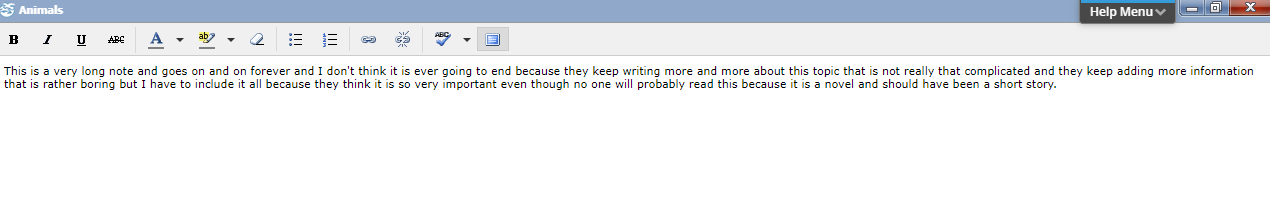 Animals
Help Menu
B I U ABC A ab ABC
This is a very long note and goes on and on forever and I don't think it is ever going to end because they keep writing more and more about this topic that is not really that complicated and they keep adding more information
that is rather boring but I have to include it all because they think it is so very important even though no one will probably read this because it is a novel and should have been a short story.